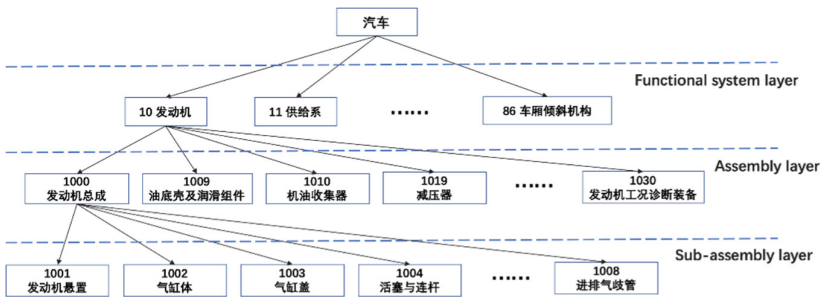 汽车
Functional system layer
10 发动机
11 供给系
……
86 车厢倾斜机构
Assembly layer
1000
发动机总成
1009
油底壳及润滑组件
1010
机油收集器
1019
减压器
……
1030
发动机工况诊断装备
Sub-assembly layer
1001
发动机悬置
1002
气缸体
1003
气缸盖
1004
活塞与连杆
……
1008
进排气歧管